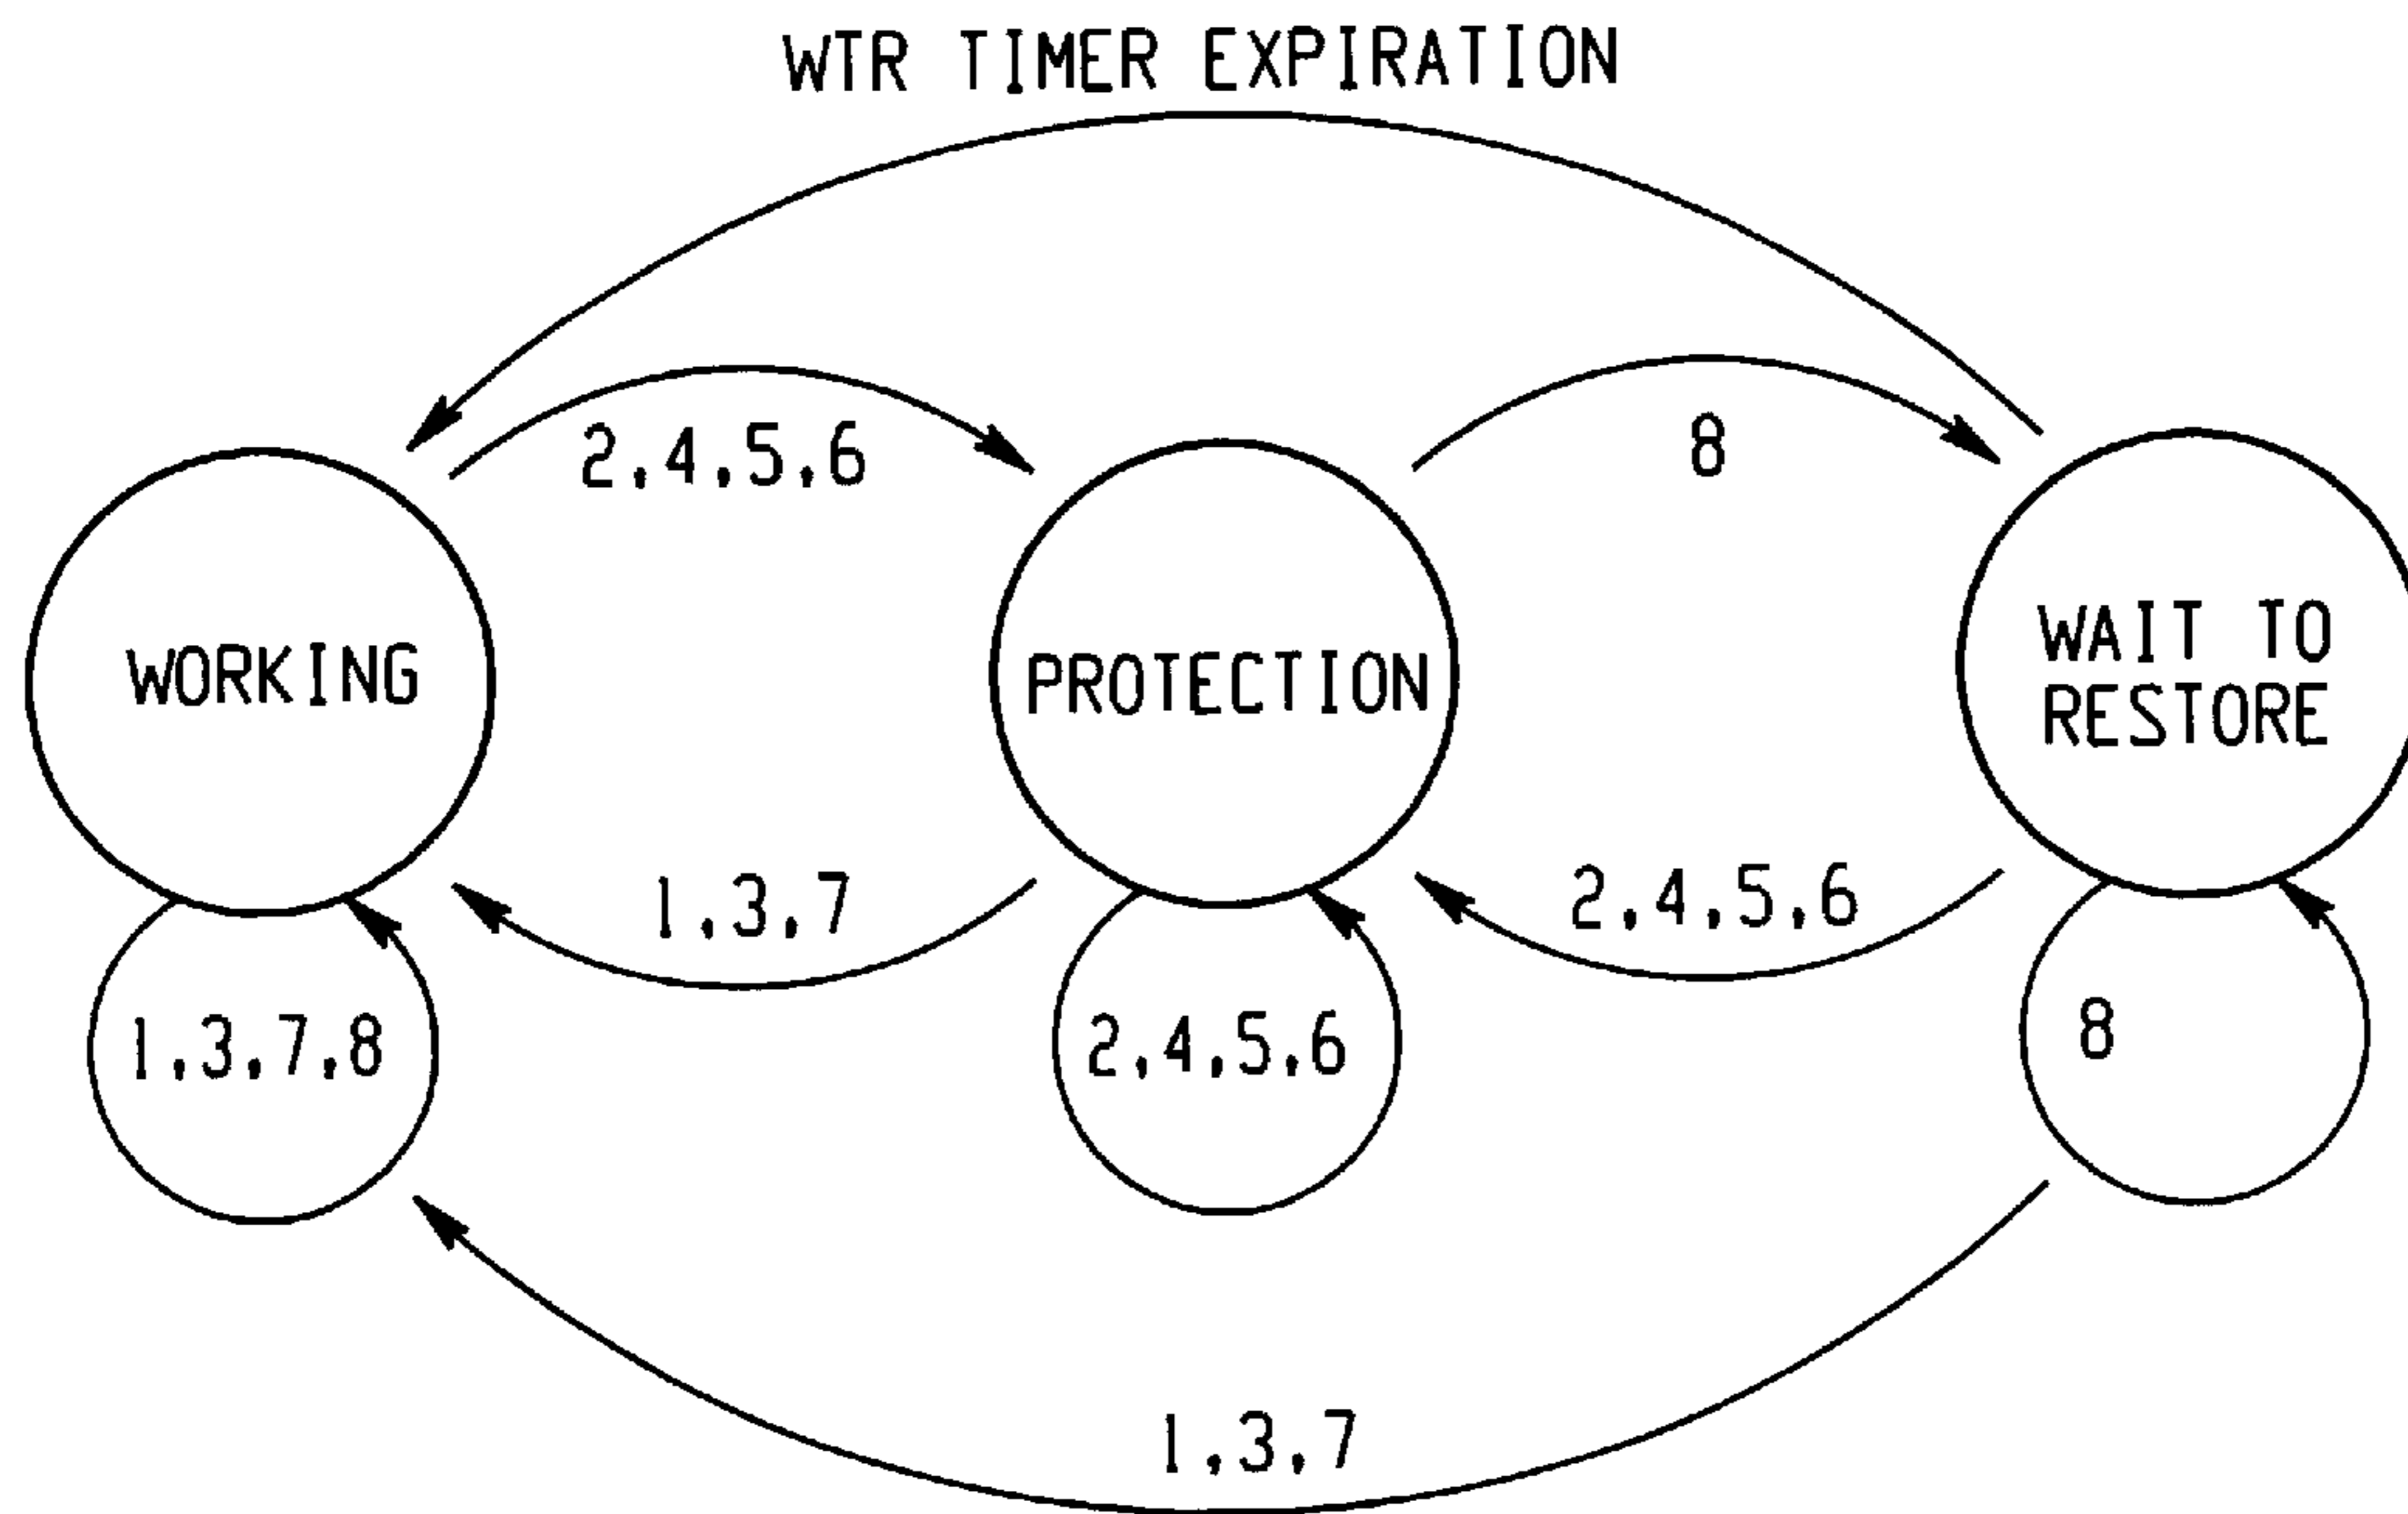 WTR TIMER EXPIRATION
2,4,5,6
8
WORKING
PROTECTION
WAIT TO
RESTORE
1,3,7
2,4,5,6
1,3,7,8
2,4,5,6
8
1,3,7